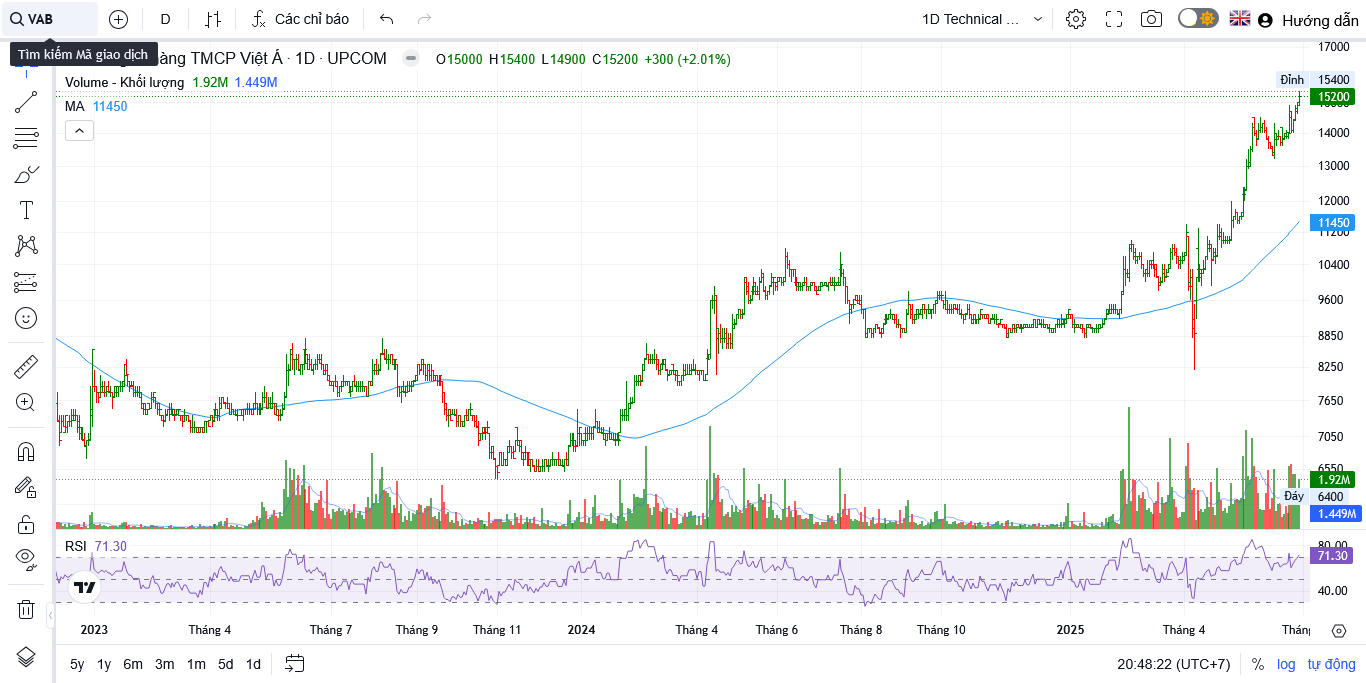 VAB
D
Các chỉ báo
1D Technical ...
Hướng dẫn
Tìm kiếm Mã giao dịch
àng TMCP Việt Á · 1D · UPCOM
O15000 H15400 L14900 C15200 +300 (+2.01%)
Volume - Khối lượng 1.92M 1.449M
MA 11450
17000
Đỉnh 15400
15200
14000
13000
12000
11450
11200
10400
9600
8850
8250
7650
7050
6550
1.92M
Đáy 6400
1.449M
RSI 71.30
80.00
71.30
40.00
2023 Tháng 4 Tháng 7 Tháng 9 Tháng 11 2024 Tháng 4 Tháng 6 Tháng 8 Tháng 10 2025 Tháng 4 Thán
5y 1y 6m 3m 1m 5d 1d
20:48:22 (UTC+7) % log tự động